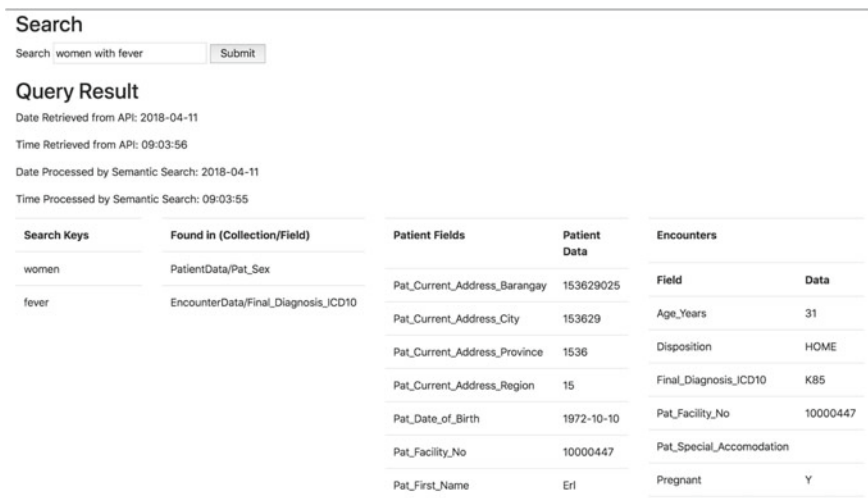 Search
Search women with fever Submit
Query Result
Date Retrieved from API: 2018-04-11
Time Retrieved from API: 09:03:56
Date Processed by Semantic Search: 2018-04-11
Time Processed by Semantic Search: 09:03:55
Search Keys Found in (Collection/Field)
women PatientData/Pat_Sex
fever EncounterData/Final_Diagnosis_ICD10
Patient Fields Patient Data
Pat_Current_Address_Barangay 153629025
Pat_Current_Address_City 153629
Pat_Current_Address_Province 1536
Pat_Current_Address_Region 15
Pat_Date_of_Birth 1972-10-10
Pat_Facility_No 10000447
Pat_First_Name Erl
Encounters
Field Data
Age_Years 31
Disposition HOME
Final_Diagnosis_ICD10 K85
Pat_Facility_No 10000447
Pat_Special_Accomodation
Pregnant Y